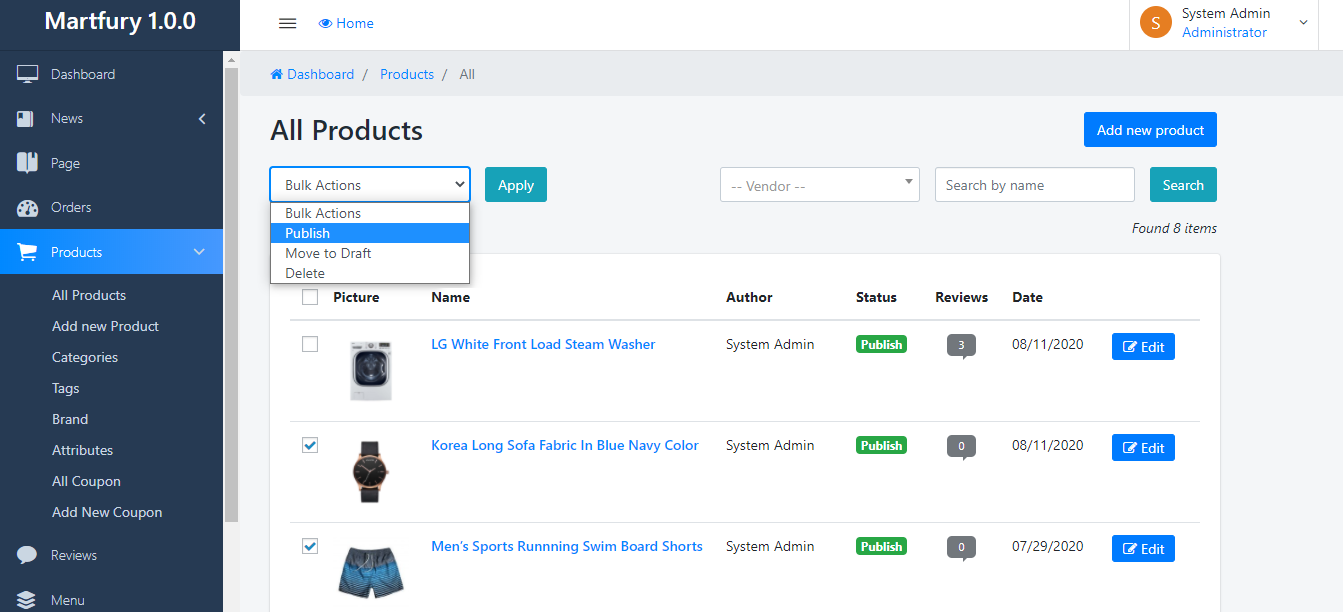 Martfury 1.0.0
Home
S
System Admin
Administrator
Dashboard
News
Page
Orders
Products
All Products
Add new Product
Categories
Tags
Brand
Attributes
All Coupon
Add New Coupon
Reviews
Menu
Dashboard / Products / All
All Products
Add new product
Bulk Actions
Apply
-- Vendor --
Search by name
Search
Bulk Actions
Publish
Move to Draft
Delete
Found 8 items
Picture Name Author Status Reviews Date
LG White Front Load Steam Washer System Admin Publish 3 08/11/2020 Edit
Korea Long Sofa Fabric In Blue Navy Color System Admin Publish 0 08/11/2020 Edit
Men’s Sports Runnning Swim Board Shorts System Admin Publish 0 07/29/2020 Edit